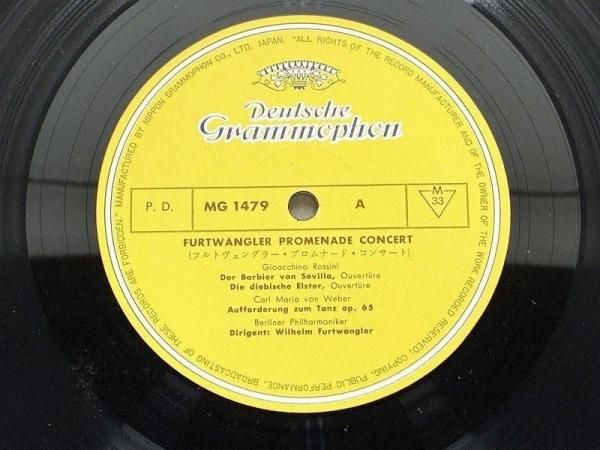 MANUFACTURED BY NIPPON GRAMMOPHON CO., LTD. JAPAN. "ALL RIGHTS OF THE RECORD MANUFACTURER AND OF THE OWNER OF THE WORK RECORDED RESERVED. COPYING, PUBLIC PERFORMANCE, BROADCASTING OF THESE RECORDS ARE FORBIDDEN."
Deutsche
Grammophon
P. D. MG 1479 A M 33
FURTWANGLER PROMENADE CONCERT
(フルトヴェングラー・プロムナード・コンサート)
Gioacchino Rossini
Der Barbier von Sevilla, Ouvertüre
Die diebische Elster, Ouvertüre
Carl Maria von Weber
Aufforderung zum Tanz op. 65
Berliner Philharmoniker
Dirigent: Wilhelm Furtwängler